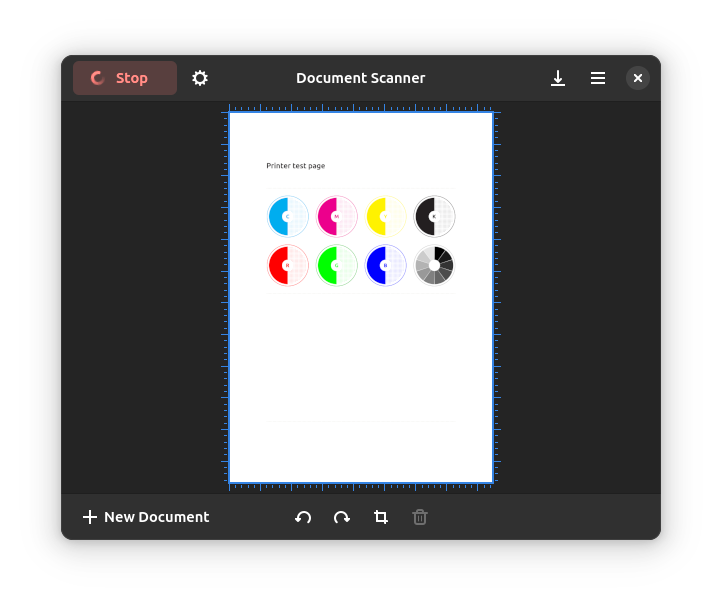 Stop
Document Scanner
Printer test page
C M K
R G B
New Document